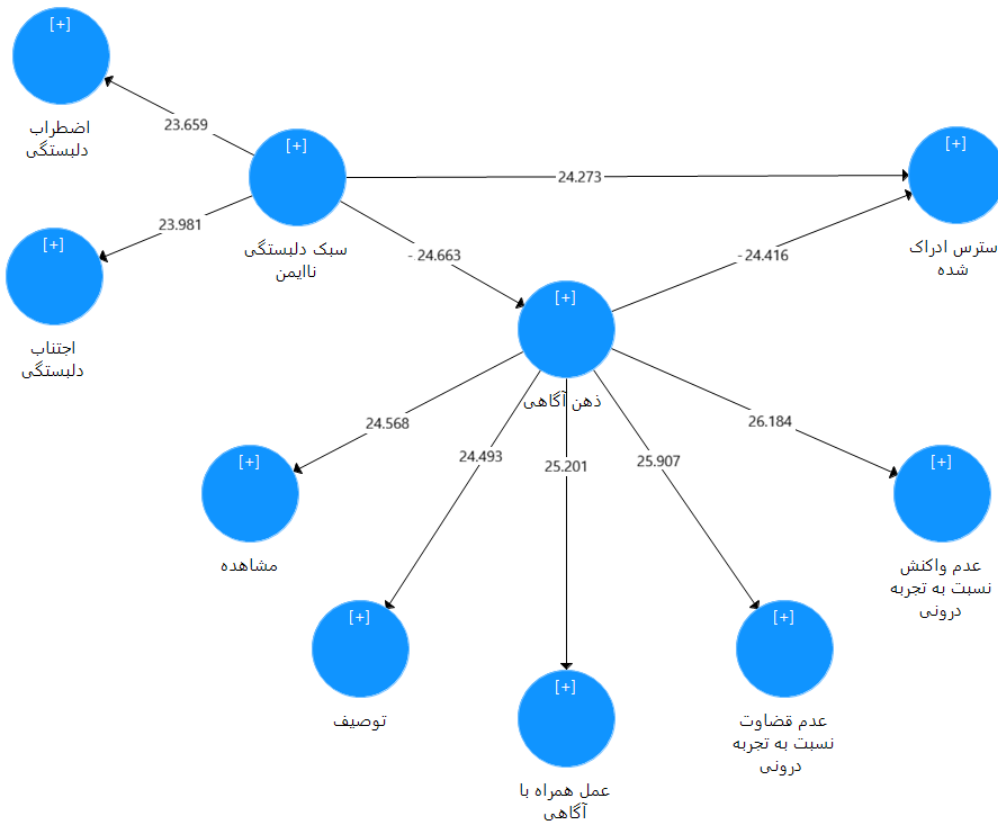 [+]
اضطراب
دلبستگی
23.659
[+]
سبک دلبستگی
ناایمن
24.273
[+]
سترس ادراک
شده
23.981
[+]
اجتناب
دلبستگی
- 24.663
- 24.416
[+]
ذهن آگاهی
24.568
24.493
25.201
25.907
26.184
[+]
مشاهده
[+]
توصیف
[+]
عمل همراه با
آگاهی
[+]
عدم قضاوت
نسبت به تجربه
درونی
[+]
عدم واکنش
نسبت به تجربه
درونی